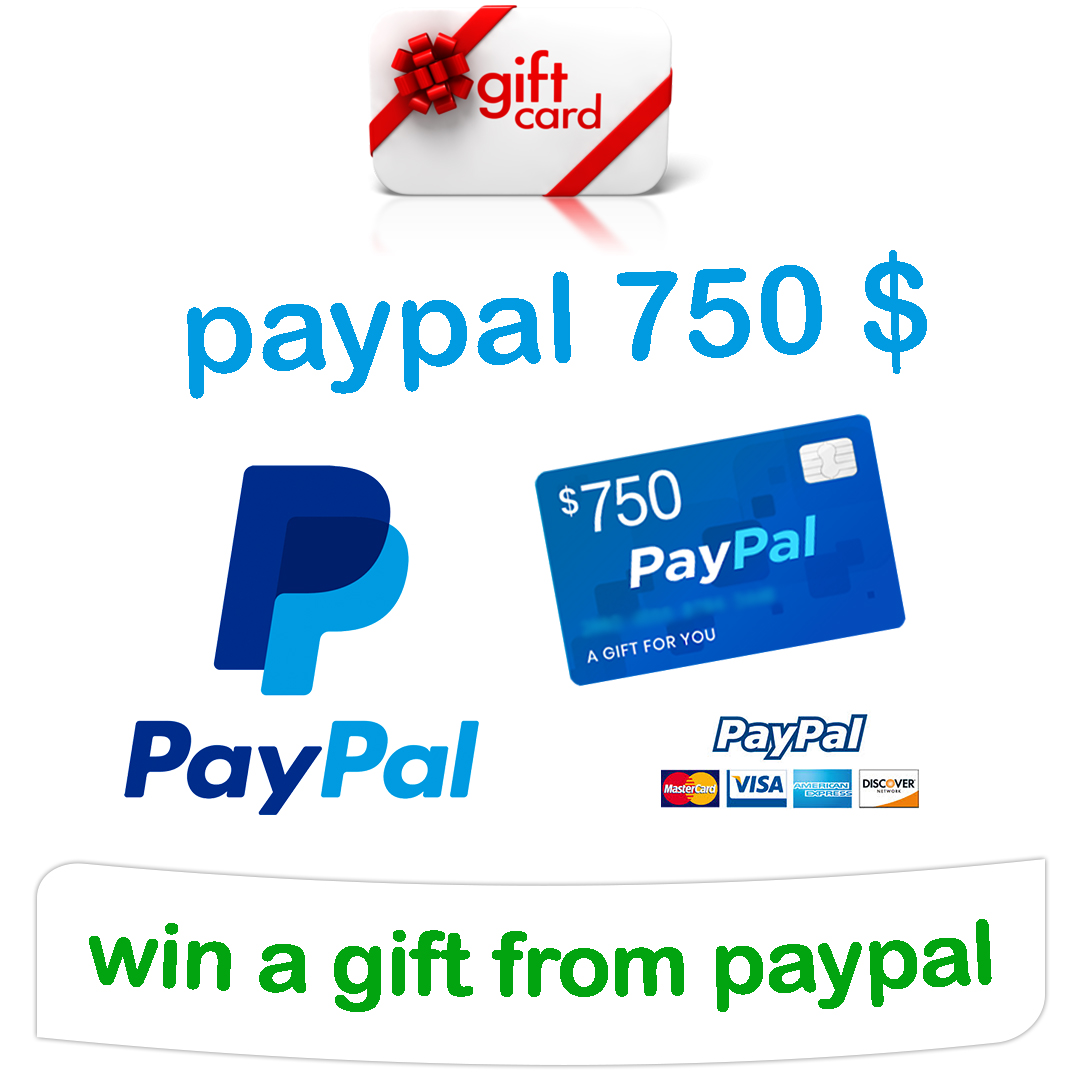 gift
card
paypal 750 $
$750
PayPal
A GIFT FOR YOU
PayPal
PayPal
MasterCard VISA AMERICAN EXPRESS DISCOVER NETWORK
win a gift from paypal